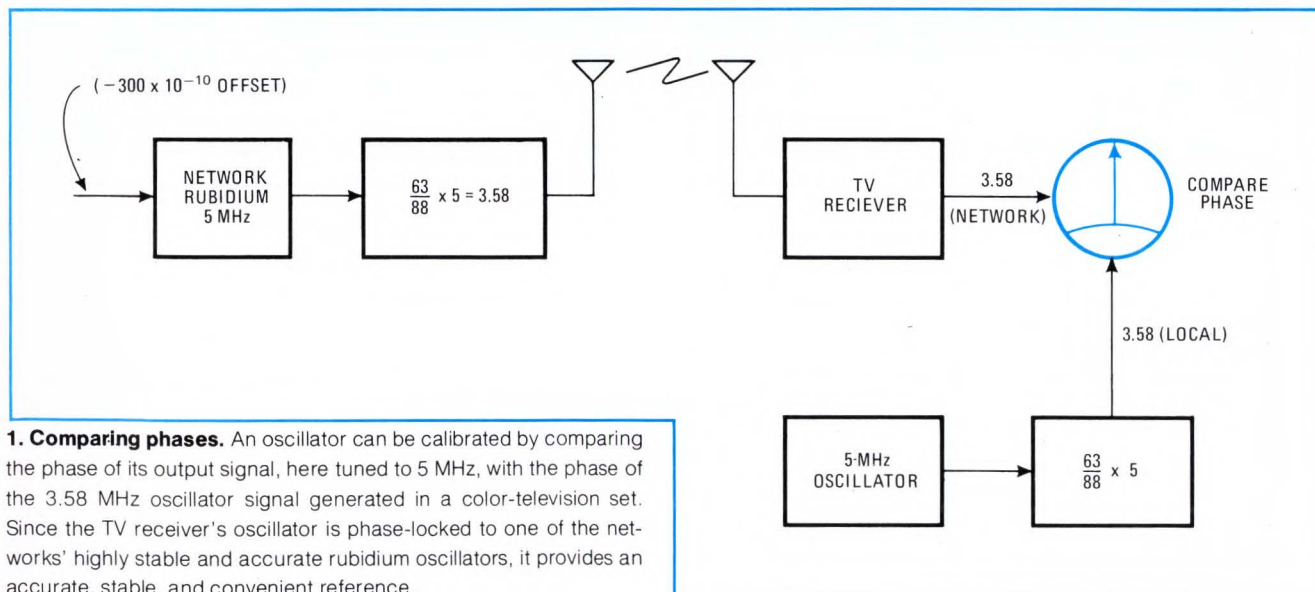 (−300 x 10⁻¹⁰ OFFSET)
NETWORK
RUBIDIUM
5 MHz
63/88 x 5 = 3.58
TV
RECIEVER
3.58
(NETWORK)
COMPARE
PHASE
3.58 (LOCAL)
5-MHz
OSCILLATOR
63/88 x 5
1. Comparing phases. An oscillator can be calibrated by comparing
the phase of its output signal, here tuned to 5 MHz, with the phase of
the 3.58 MHz oscillator signal generated in a color-television set.
Since the TV receiver's oscillator is phase-locked to one of the net-
works' highly stable and accurate rubidium oscillators, it provides an
accurate, stable, and convenient reference